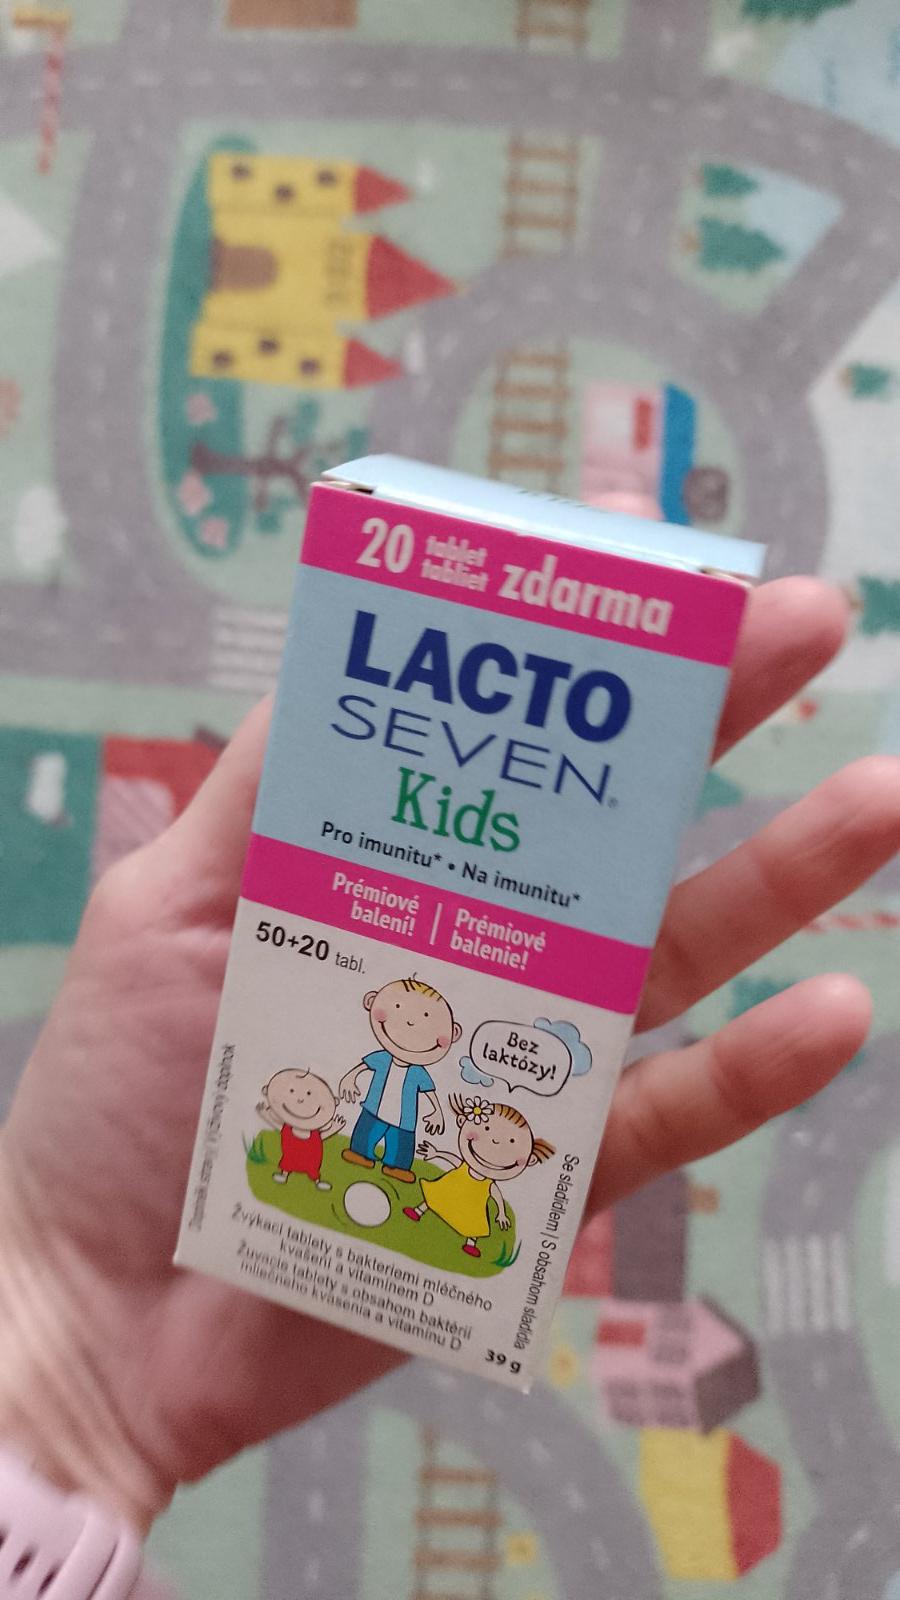 20 tablet
tabliet zdarma
LACTO
SEVEN®
Kids
Pro imunitu* • Na imunitu*
Prémiové
balení!
Prémiové
balenie!
50+20 tabl.
Bez
laktózy!
Se sladidlem | S obsahom sladidla
Žvýkací tablety s bakteriemi mléčného
kvašení a vitamínem D
Žuvacie tablety s obsahom baktérií
mliečneho kvasenia a vitamínu D
39 g